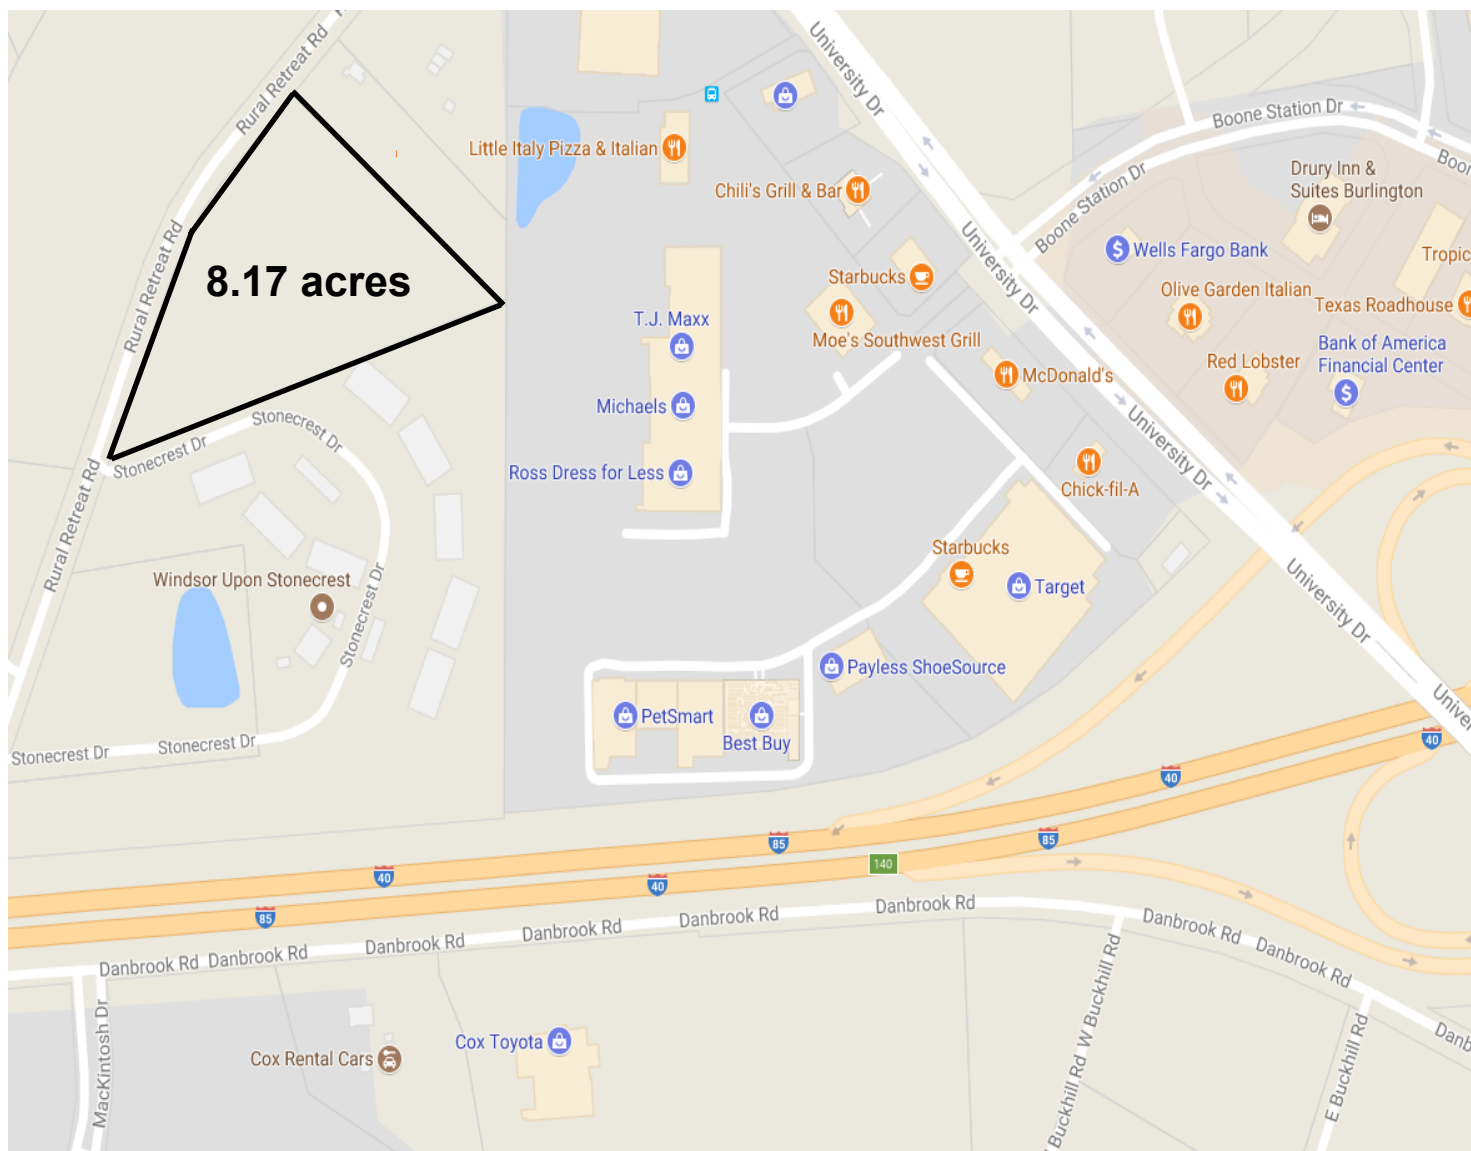 Rural Retreat Rd
University Dr
Boone Station Dr
Little Italy Pizza & Italian
Chili's Grill & Bar
Drury Inn &
Suites Burlington
Boone Station Dr
Rural Retreat Rd
University Dr
Wells Fargo Bank
8.17 acres
Starbucks
Tropic
Olive Garden Italian
Texas Roadhouse
T.J. Maxx
Moe's Southwest Grill
Bank of America
Financial Center
Red Lobster
McDonald's
Michaels
Stonecrest Dr
Stonecrest Dr
University Dr
Ross Dress for Less
Chick-fil-A
Rural Retreat Rd
Starbucks
Windsor Upon Stonecrest
Target
University Dr
Stonecrest Dr
Payless ShoeSource
PetSmart
Best Buy
Univer
Stonecrest Dr
Stonecrest Dr
40
40
85
85
140
40
40
85
Danbrook Rd
Danbrook Rd
Danbrook Rd
Danbrook Rd
Danbrook Rd
Danbrook Rd
Danbrook Rd
Danbrook Rd
Danb
MacKintosh Dr
Cox Rental Cars
Cox Toyota
W Buckhill Rd
Buckhill Rd
E Buckhill Rd